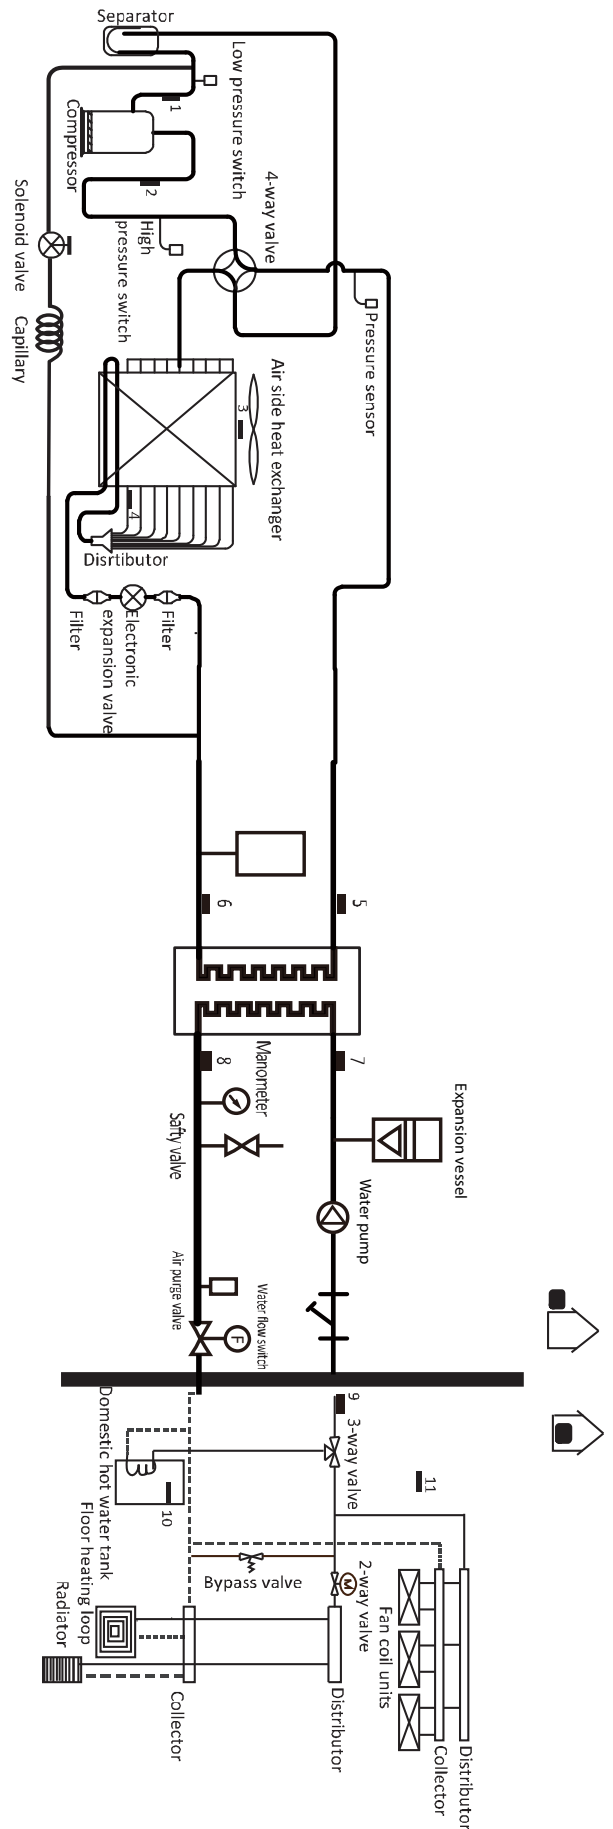 Separator
Low pressure switch
1
Compressor
2
4-way valve
High
pressure switch
Solenoid valve
Capillary
Pressure sensor
Air side heat exchanger
3
4
Disrtibutor
Filter
Electronic
expansion valve
Filter
5
6
7
8
Manometer
Safty valve
Expansion vessel
Water pump
Air purge valve
Water flow switch
F
9
3-way valve
11
Domestic hot water tank
10
Floor heating loop
Radiator
Bypass valve
M
2-way valve
Fan coil units
Collector
Distributor
Collector
Distributor